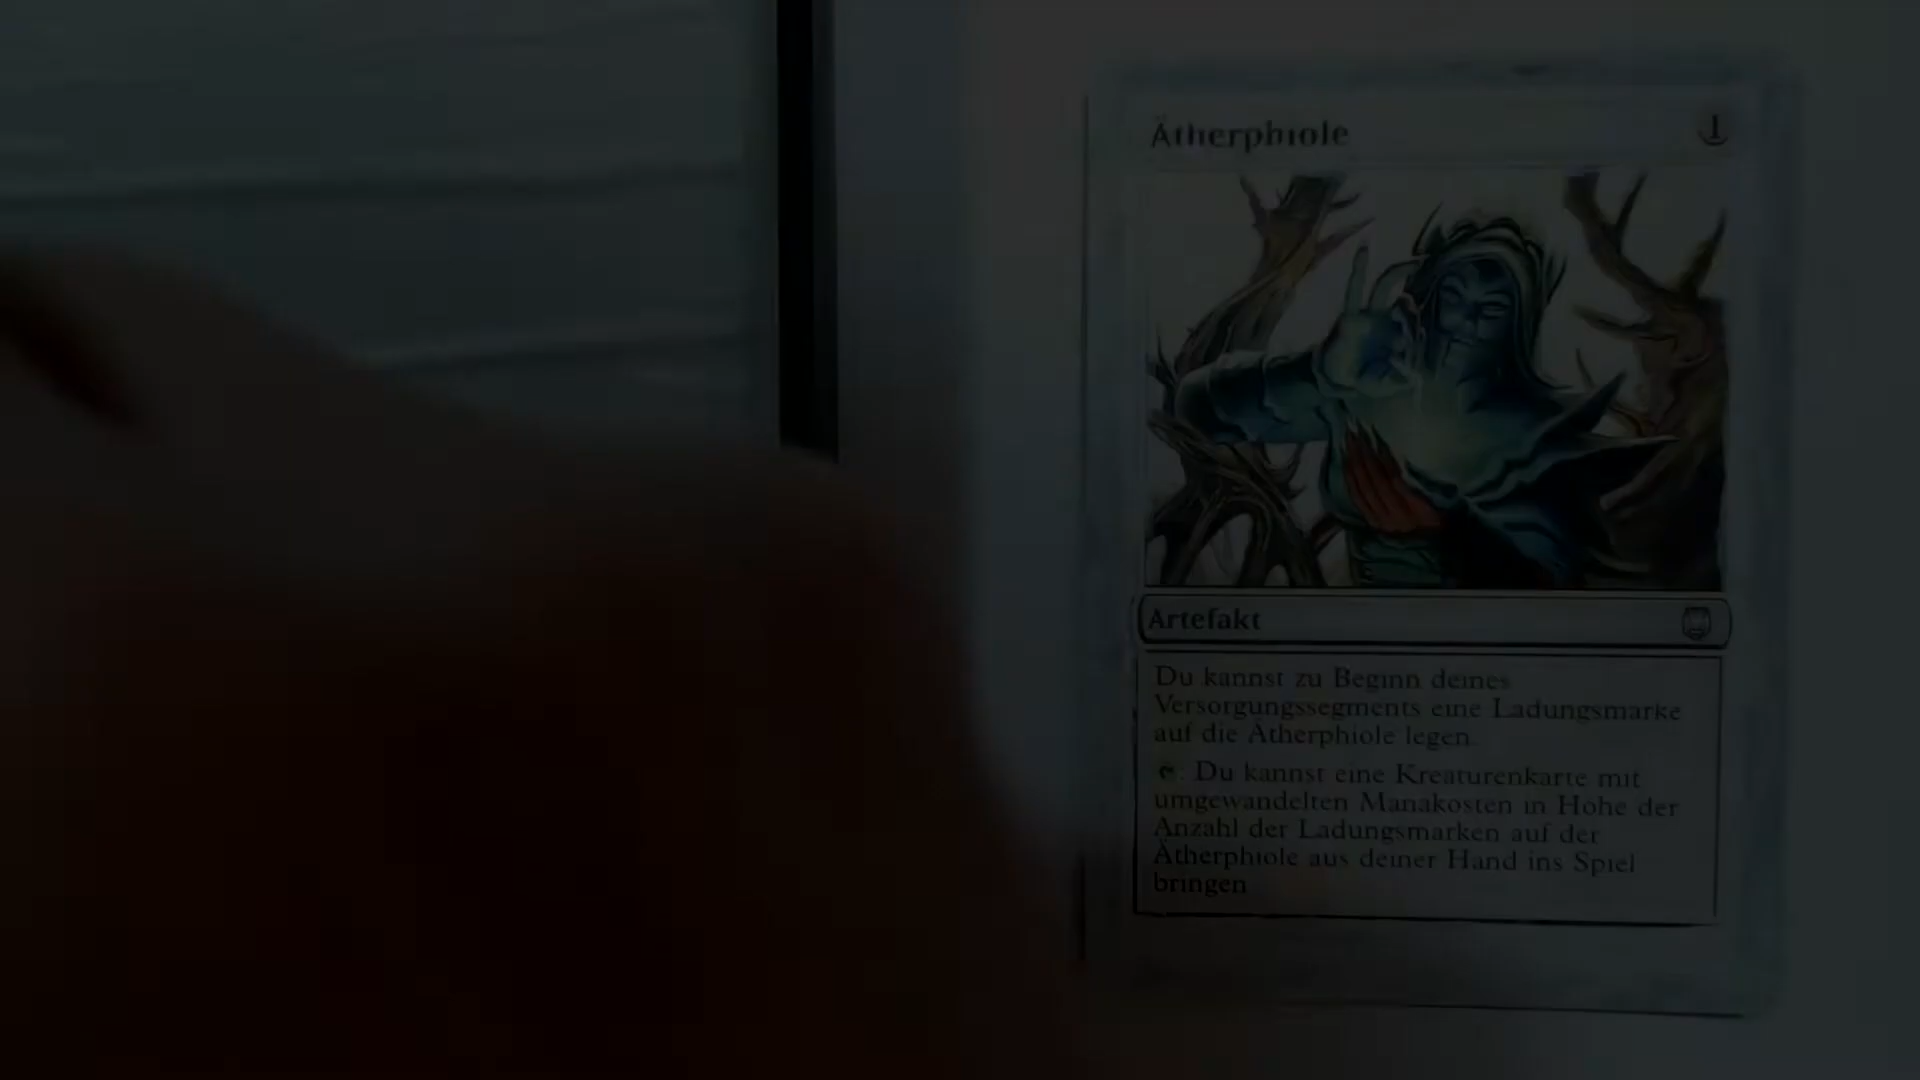 Ätherphiole 1
Artefakt
Du kannst zu Beginn deines
Versorgungssegments eine Ladungsmarke
auf die Ätherphiole legen.
: Du kannst eine Kreaturenkarte mit
umgewandelten Manakosten in Höhe der
Anzahl der Ladungsmarken auf der
Ätherphiole aus deiner Hand ins Spiel
bringen